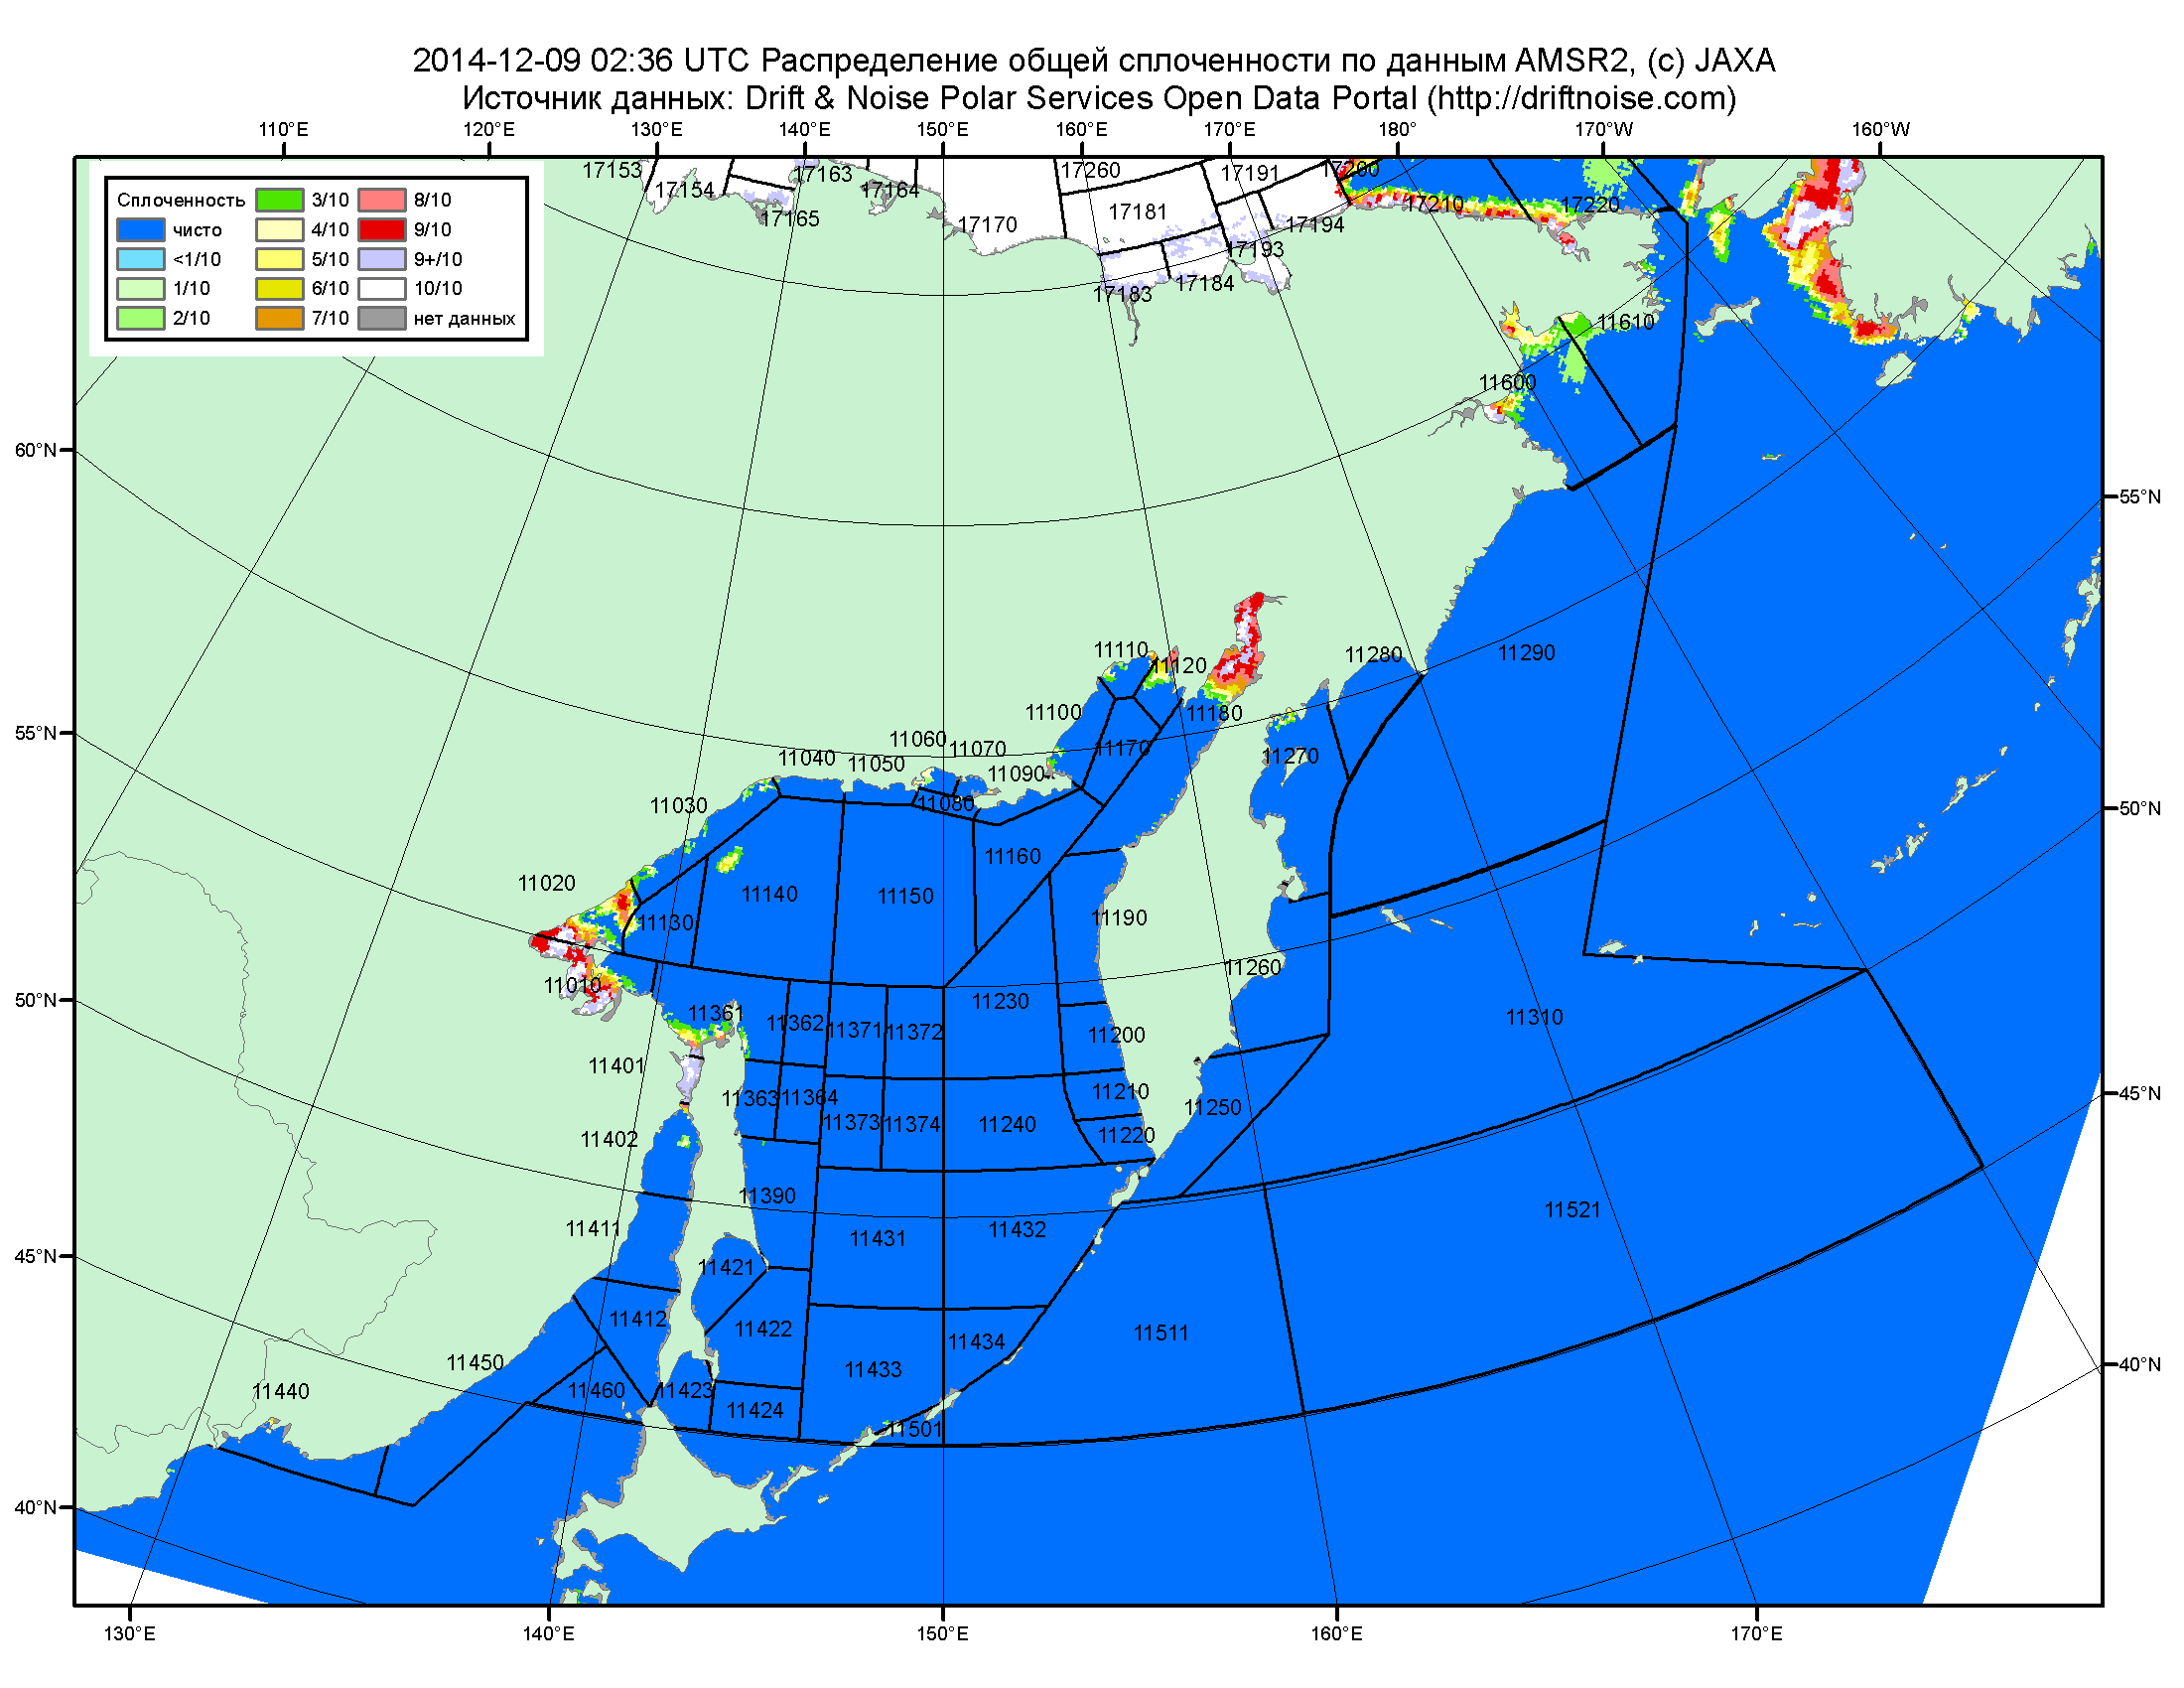 2014-12-09 02:36 UTC Распределение общей сплоченности по данным AMSR2, (c) JAXA
Источник данных: Drift & Noise Polar Services Open Data Portal (http://driftnoise.com)
110°E 120°E 130°E 140°E 150°E 160°E 170°E 180° 170°W 160°W
Сплоченность
чисто
<1/10
1/10
2/10
3/10
4/10
5/10
6/10
7/10
8/10
9/10
9+/10
10/10
нет данных
17153 17154 17163 17164 17165 17170
17260 17191 17200 17181 17210 17220
17194 17193 17183 17184
11610
11600
60°N
55°N
11110 11120 11280 11290
11100 11180
55°N
11060 11070 11170 11270
11040 11050 11090
11030 11080
50°N
11160
11020 11140 11150
11130 11190
11260
50°N
11010 11230
11361 11362 11371 11372 11200 11310
11401
11363 11364 11210
45°N
11373 11374 11240 11250
11402 11220
11390
11411 11431 11432 11521
45°N
11421
11412 11422 11434 11511
11450 11433
40°N
11440 11460 11423
11424
11501
40°N
130°E 140°E 150°E 160°E 170°E